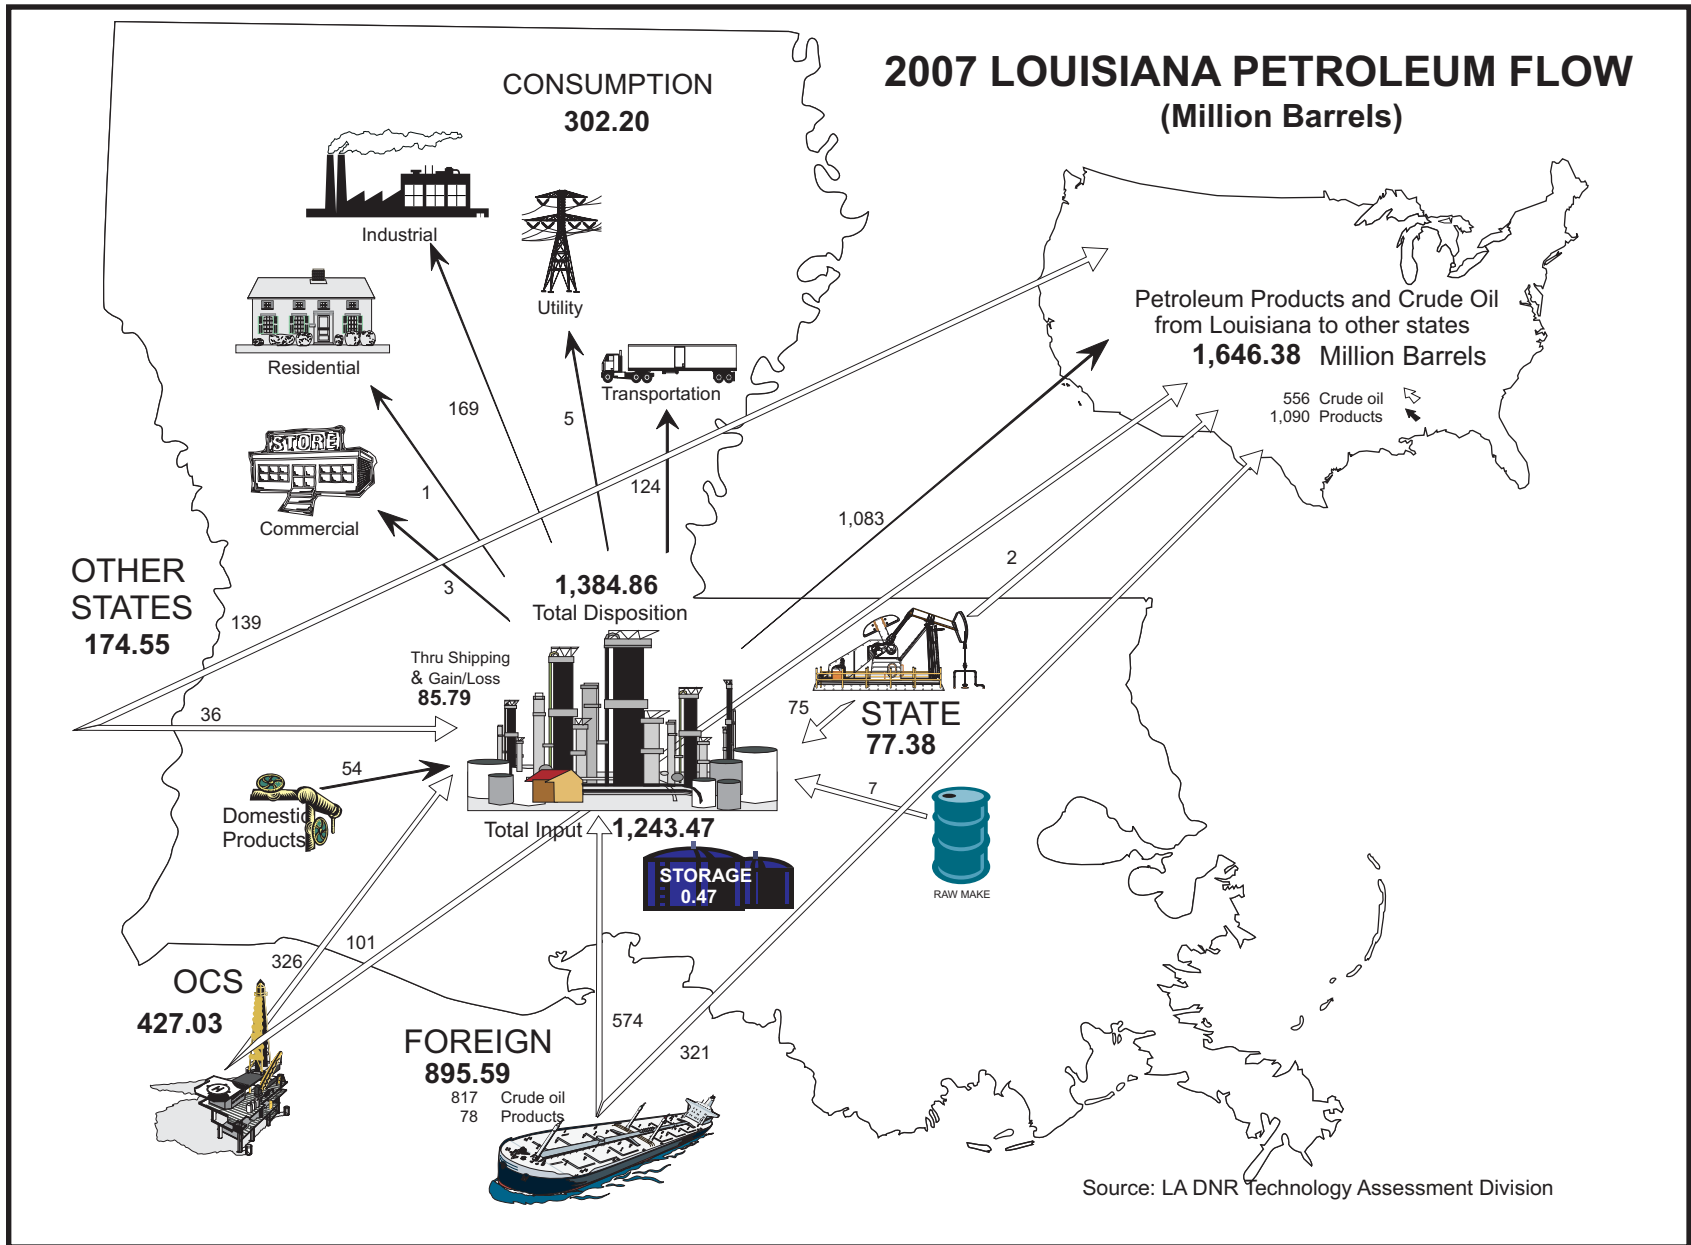 2007 LOUISIANA PETROLEUM FLOW
(Million Barrels)
CONSUMPTION
302.20
Industrial
Utility
Residential
Transportation
Commercial
STORE
169
5
124
1
3
Petroleum Products and Crude Oil
from Louisiana to other states
1,646.38 Million Barrels
556 Crude oil
1,090 Products
1,083
2
OTHER
STATES
174.55
139
36
1,384.86
Total Disposition
Thru Shipping
& Gain/Loss
85.79
75
STATE
77.38
54
Domestic
Products
7
RAW MAKE
Total Input 1,243.47
STORAGE
0.47
101
326
OCS
427.03
574
321
FOREIGN
895.59
817 Crude oil
78 Products
Source: LA DNR Technology Assessment Division